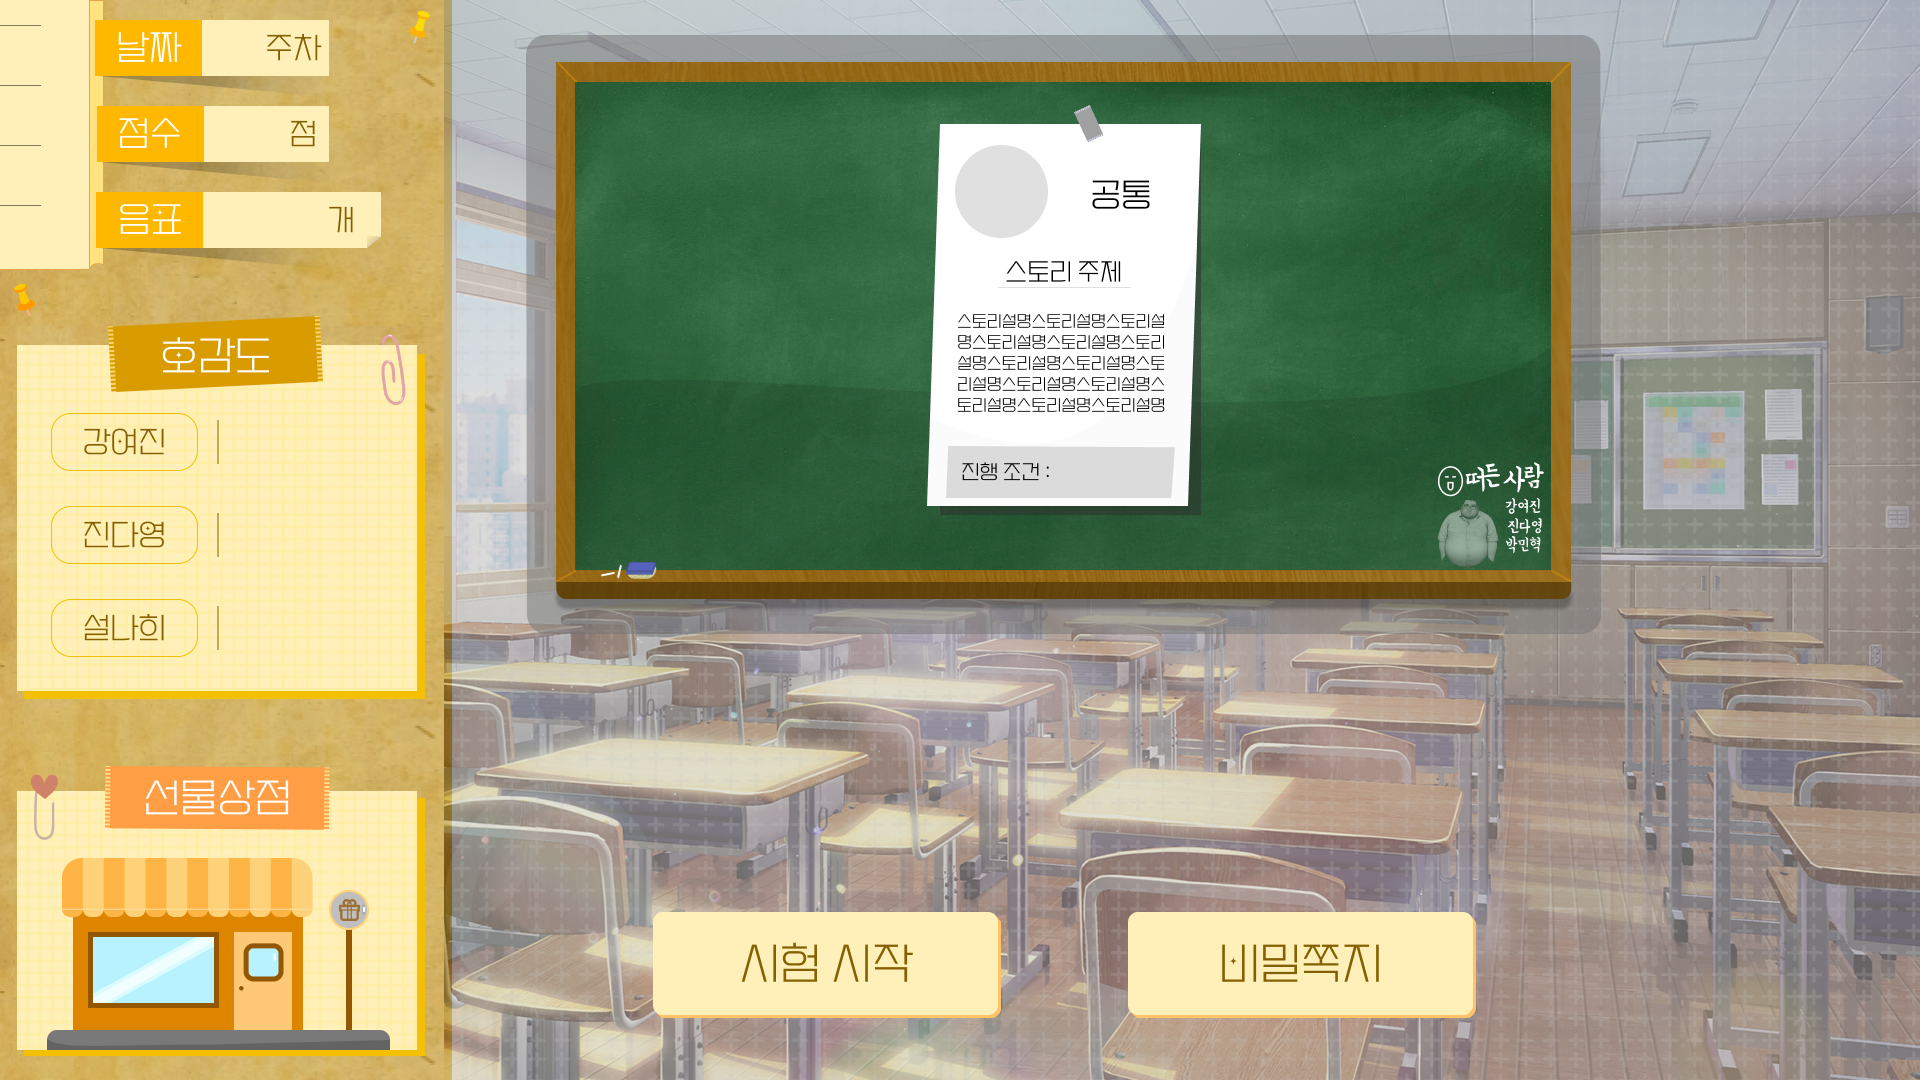 날짜
주차
점수
점
음표
개
호감도
강여진
진다영
설나희
선물상점
공통
스토리 주제
스토리설명스토리설명스토리설
명스토리설명스토리설명스토리
설명스토리설명스토리설명스토
리설명스토리설명스토리설명스
토리설명스토리설명스토리설명
진행 조건 :
떠든 사람
강여진
진다영
박민혁
시험 시작
비밀쪽지